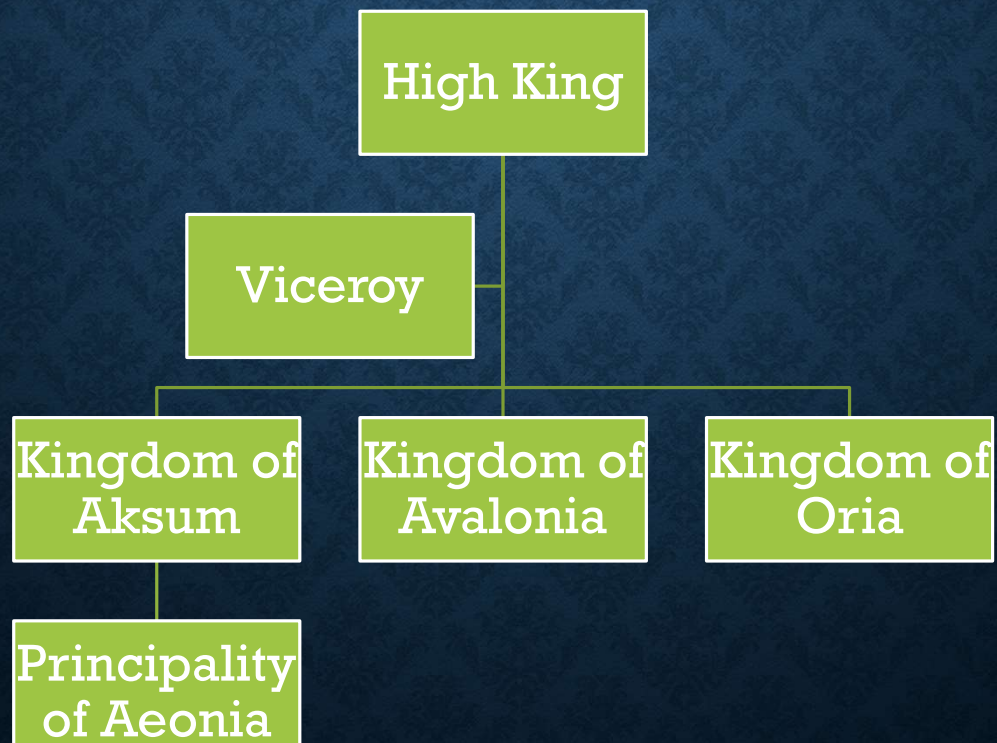 High King
Viceroy
Kingdom of
Aksum
Kingdom of
Avalonia
Kingdom of
Oria
Principality
of Aeonia